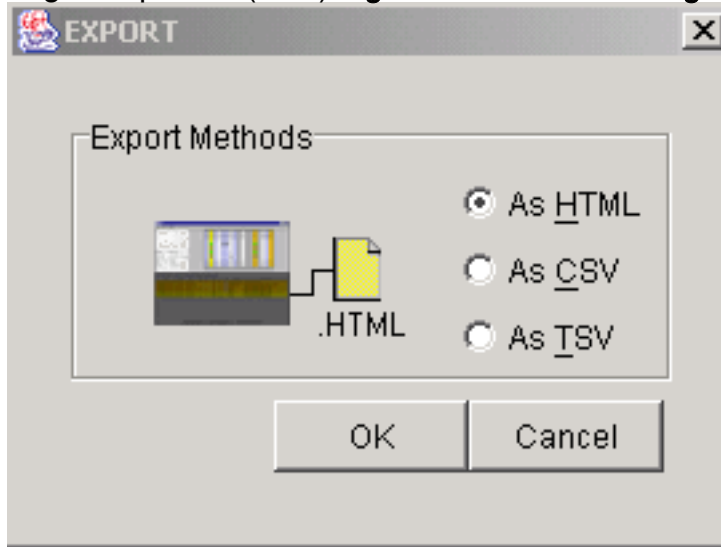 EXPORT
Export Methods
As HTML
As CSV
As TSV
.HTML
OK
Cancel